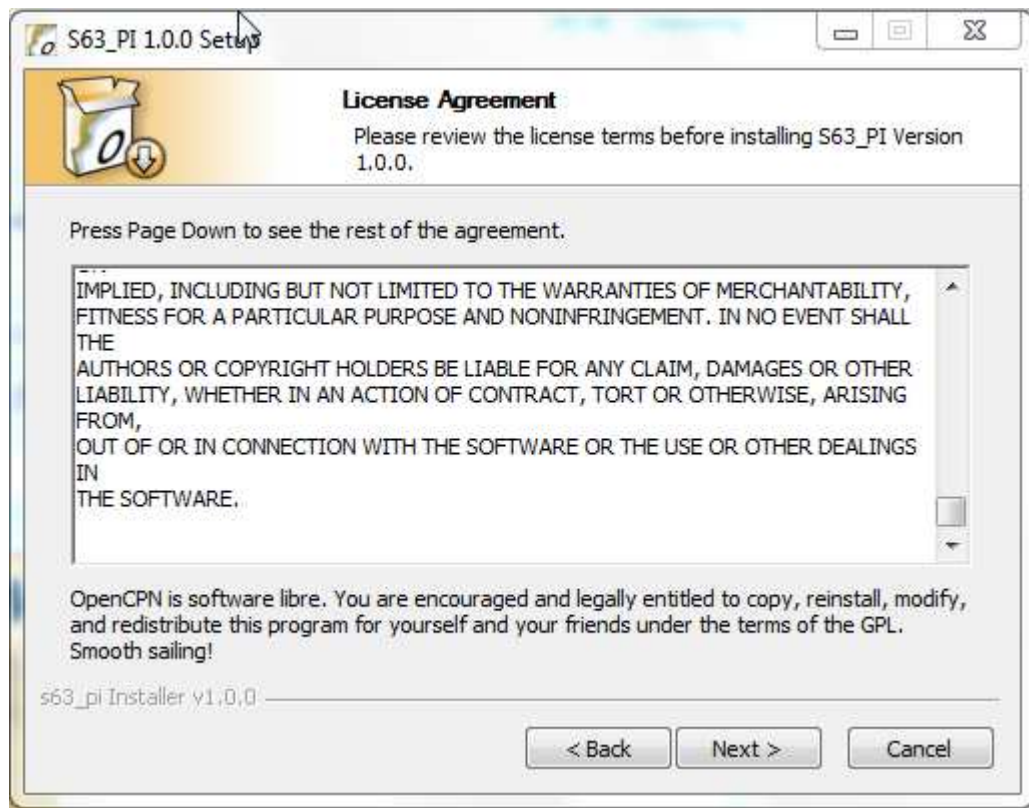 S63_PI 1.0.0 Setup
License Agreement
Please review the license terms before installing S63_PI Version
1.0.0.
Press Page Down to see the rest of the agreement.
IMPLIED, INCLUDING BUT NOT LIMITED TO THE WARRANTIES OF MERCHANTABILITY,
FITNESS FOR A PARTICULAR PURPOSE AND NONINFRINGEMENT. IN NO EVENT SHALL
THE
AUTHORS OR COPYRIGHT HOLDERS BE LIABLE FOR ANY CLAIM, DAMAGES OR OTHER
LIABILITY, WHETHER IN AN ACTION OF CONTRACT, TORT OR OTHERWISE, ARISING
FROM,
OUT OF OR IN CONNECTION WITH THE SOFTWARE OR THE USE OR OTHER DEALINGS
IN
THE SOFTWARE.
OpenCPN is software libre. You are encouraged and legally entitled to copy, reinstall, modify,
and redistribute this program for yourself and your friends under the terms of the GPL.
Smooth sailing!
s63_pi Installer v1.0.0
< Back
Next >
Cancel